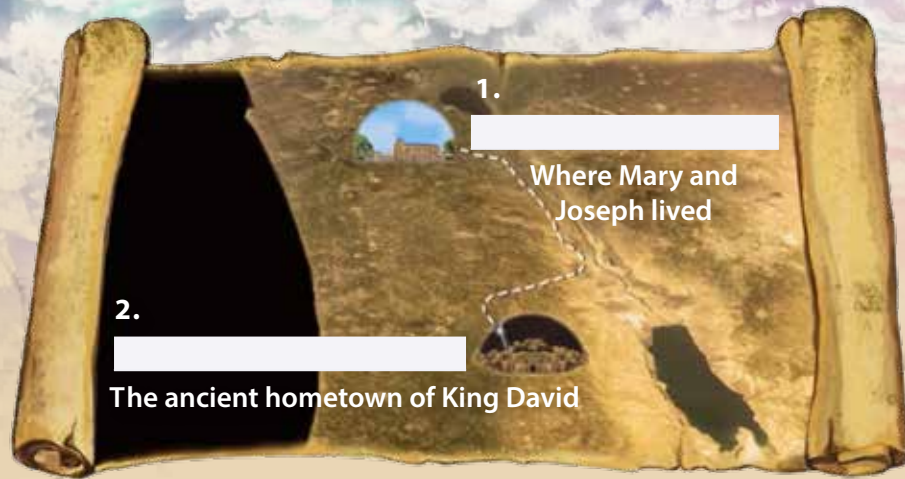 1.
Where Mary and
Joseph lived
2.
The ancient hometown of King David